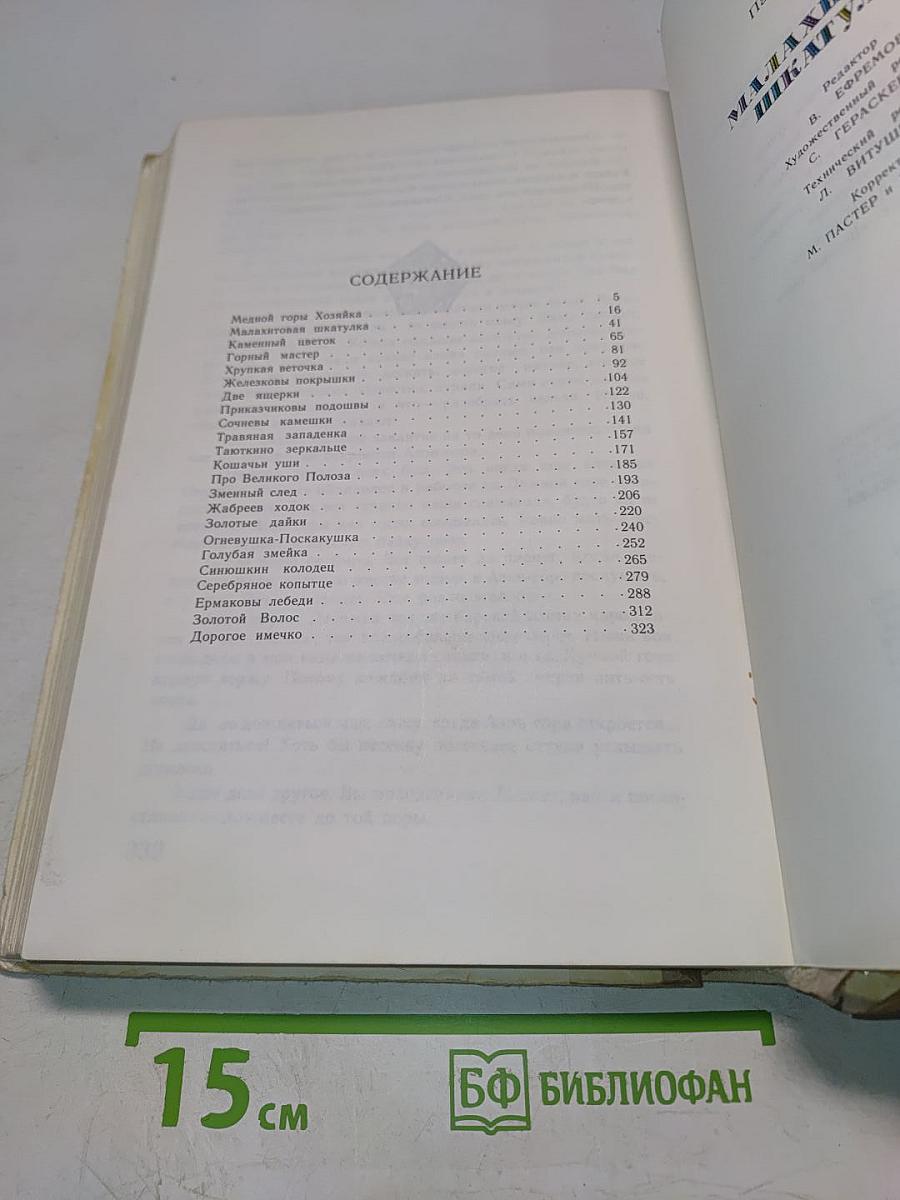 СОДЕРЖАНИЕ
Медной горы Хозяйка . . . . . . . . . . . . 5
Малахитовая шкатулка . . . . . . . . . . . . 16
Каменный цветок . . . . . . . . . . . . 41
Горный мастер . . . . . . . . . . . . 65
Хрупкая веточка . . . . . . . . . . . . 81
Железковы покрышки . . . . . . . . . . . . 92
Две ящерки . . . . . . . . . . . . 104
Приказчиковы подошвы . . . . . . . . . . . . 122
Сочневы камешки . . . . . . . . . . . . 130
Травяная западенка . . . . . . . . . . . . 141
Таюткино зеркальце . . . . . . . . . . . . 157
Кошачьи уши . . . . . . . . . . . . 171
Про Великого Полоза . . . . . . . . . . . . 185
Змеиный след . . . . . . . . . . . . 193
Жабреев ходок . . . . . . . . . . . . 206
Золотые дайки . . . . . . . . . . . . 220
Огневушка-Поскакушка . . . . . . . . . . . . 240
Голубая змейка . . . . . . . . . . . . 252
Синюшкин колодец . . . . . . . . . . . . 265
Серебряное копытце . . . . . . . . . . . . 279
Ермаковы лебеди . . . . . . . . . . . . 288
Золотой Волос . . . . . . . . . . . . 312
Дорогое имечко . . . . . . . . . . . . 323
Редактор
В. ЕФРЕМОВ
Художественный
С. ГЕРАСКЕ
Технический
Л. ВИТУШ
Коррект
М. ПАСТЕР и
15 см
БФ БИБЛИОФАН